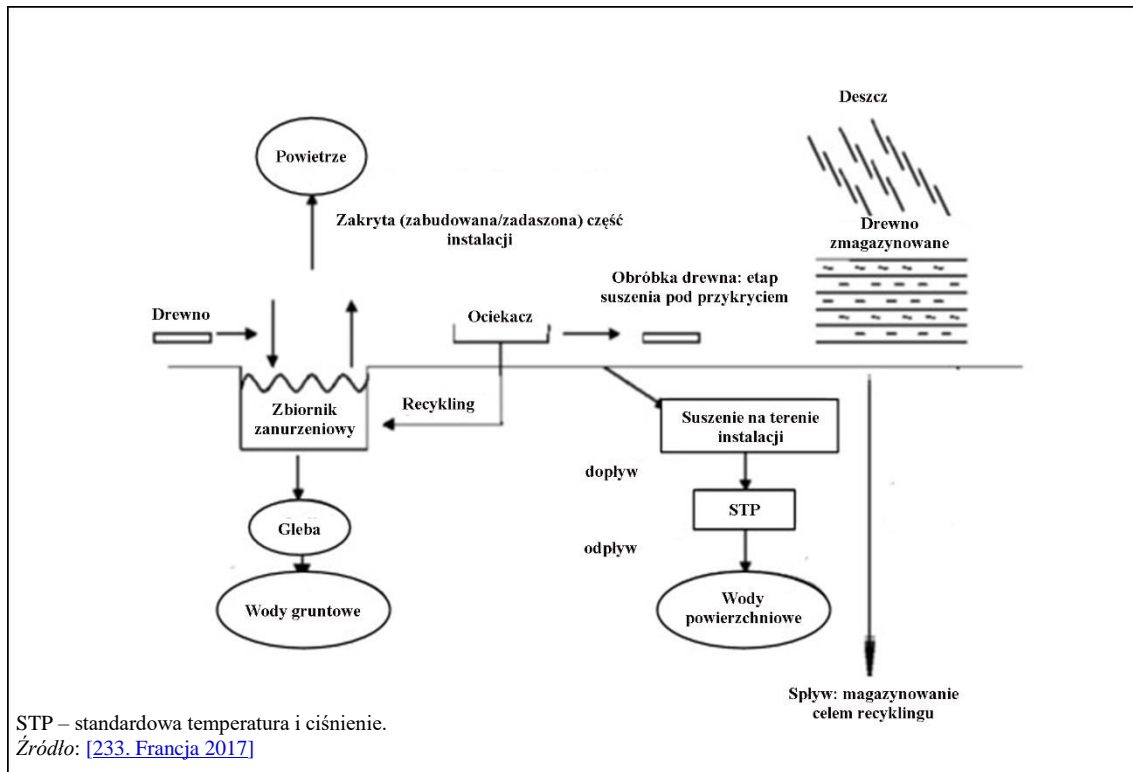 Deszcz
Powietrze
Zakryta (zabudowana/zadaszona) część
instalacji
Drewno
zmagazynowane
Obróbka drewna: etap
suszenia pod przykryciem
Drewno
Ociekacz
Zbiornik
zanurzeniowy
Recykling
Suszenie na terenie
instalacji
dopływ
STP
Gleba
odpływ
Wody gruntowe
Wody
powierzchniowe
Spływ: magazynowanie
celem recyklingu
STP – standardowa temperatura i ciśnienie.
Źródło: [233. Francja 2017]